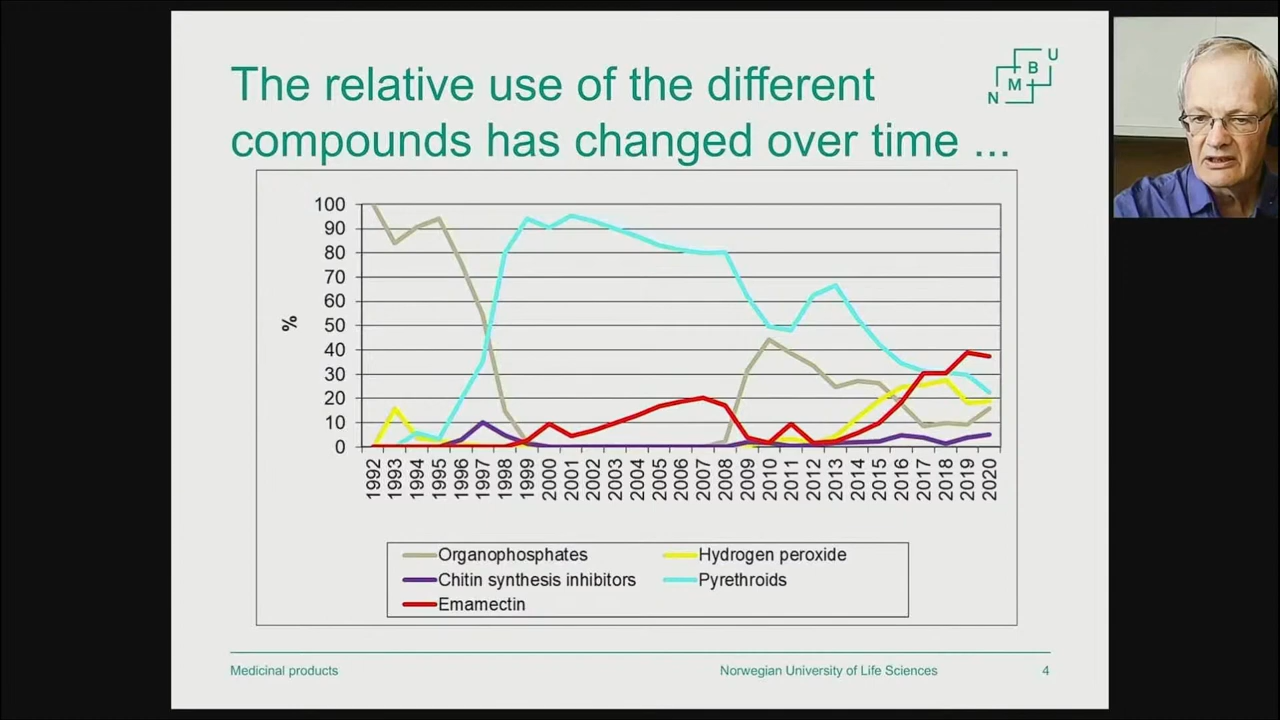 The relative use of the different
compounds has changed over time ...
N M B U
100
90
80
70
60
50
40
30
20
10
0
%
1992 1993 1994 1995 1996 1997 1998 1999 2000 2001 2002 2003 2004 2005 2006 2007 2008 2009 2010 2011 2012 2013 2014 2015 2016 2017 2018 2019 2020
Organophosphates Hydrogen peroxide
Chitin synthesis inhibitors Pyrethroids
Emamectin
Medicinal products Norwegian University of Life Sciences 4